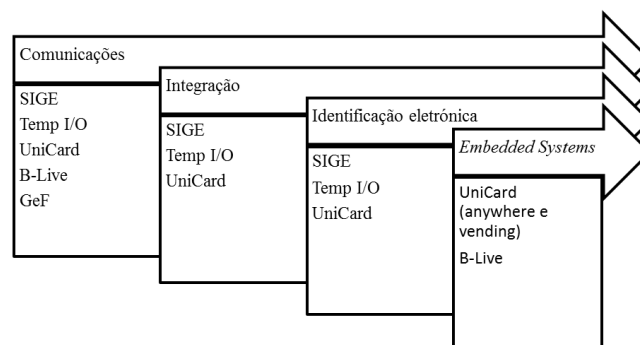 Comunicações
SIGE
Temp I/O
UniCard
B-Live
GeF
Integração
SIGE
Temp I/O
UniCard
Identificação eletrónica
SIGE
Temp I/O
UniCard
Embedded Systems
UniCard
(anywhere e
vending)
B-Live